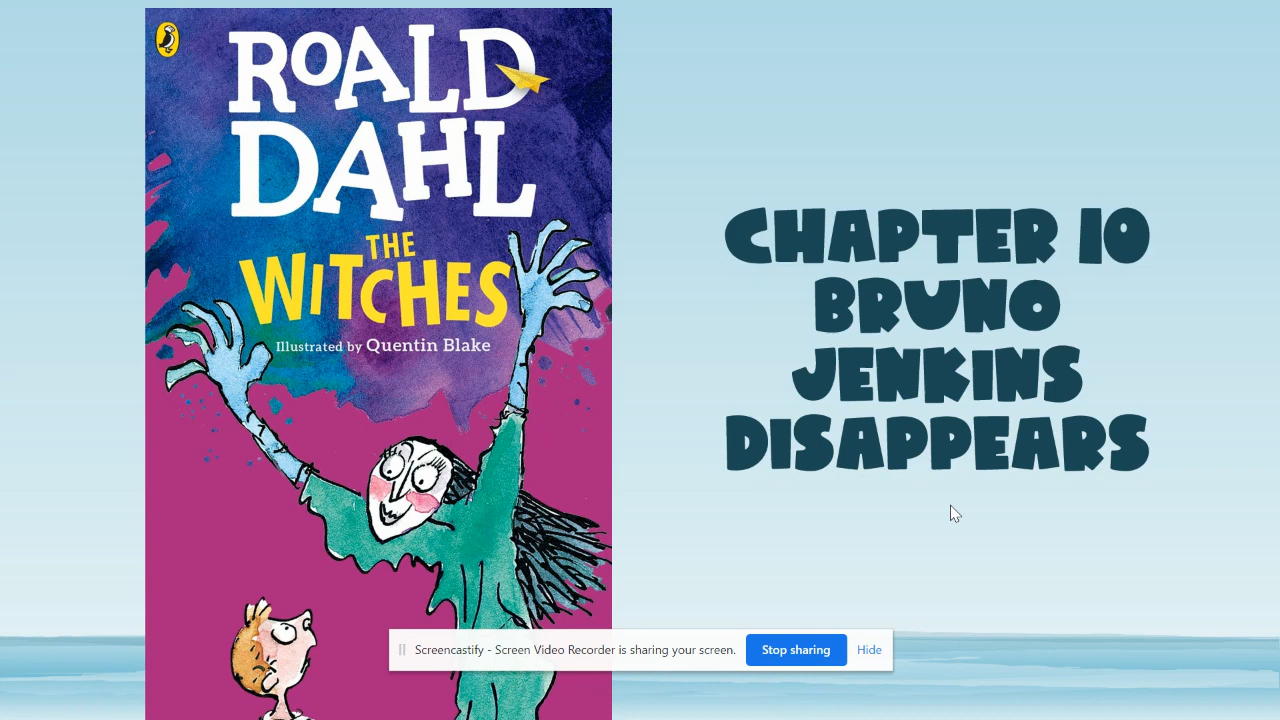 ROALD
DAHL
THE
WITCHES
Illustrated by Quentin Blake
CHAPTER 10
BRUNO
JENKINS
DISAPPEARS
Screencastify - Screen Video Recorder is sharing your screen.
Stop sharing
Hide